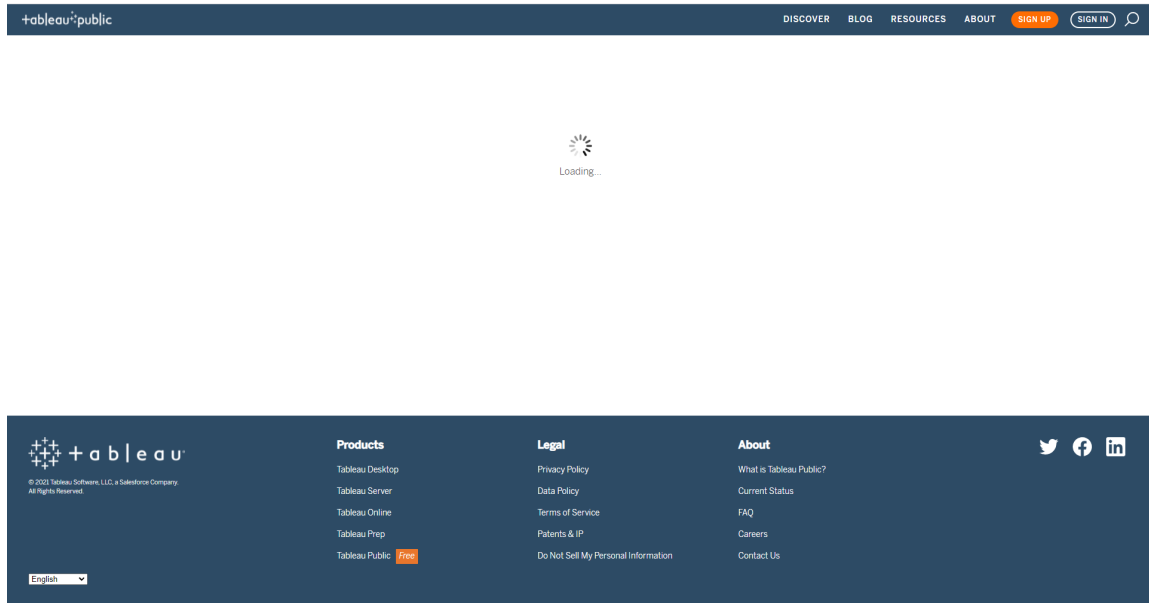 +ableau public
DISCOVER BLOG RESOURCES ABOUT SIGN UP SIGN IN
Loading...
+ableau
© 2021 Tableau Software, LLC, a Salesforce Company.
All Rights Reserved.
English
Products
Tableau Desktop
Tableau Server
Tableau Online
Tableau Prep
Tableau Public Free
Legal
Privacy Policy
Data Policy
Terms of Service
Patents & IP
Do Not Sell My Personal Information
About
What is Tableau Public?
Current Status
FAQ
Careers
Contact Us